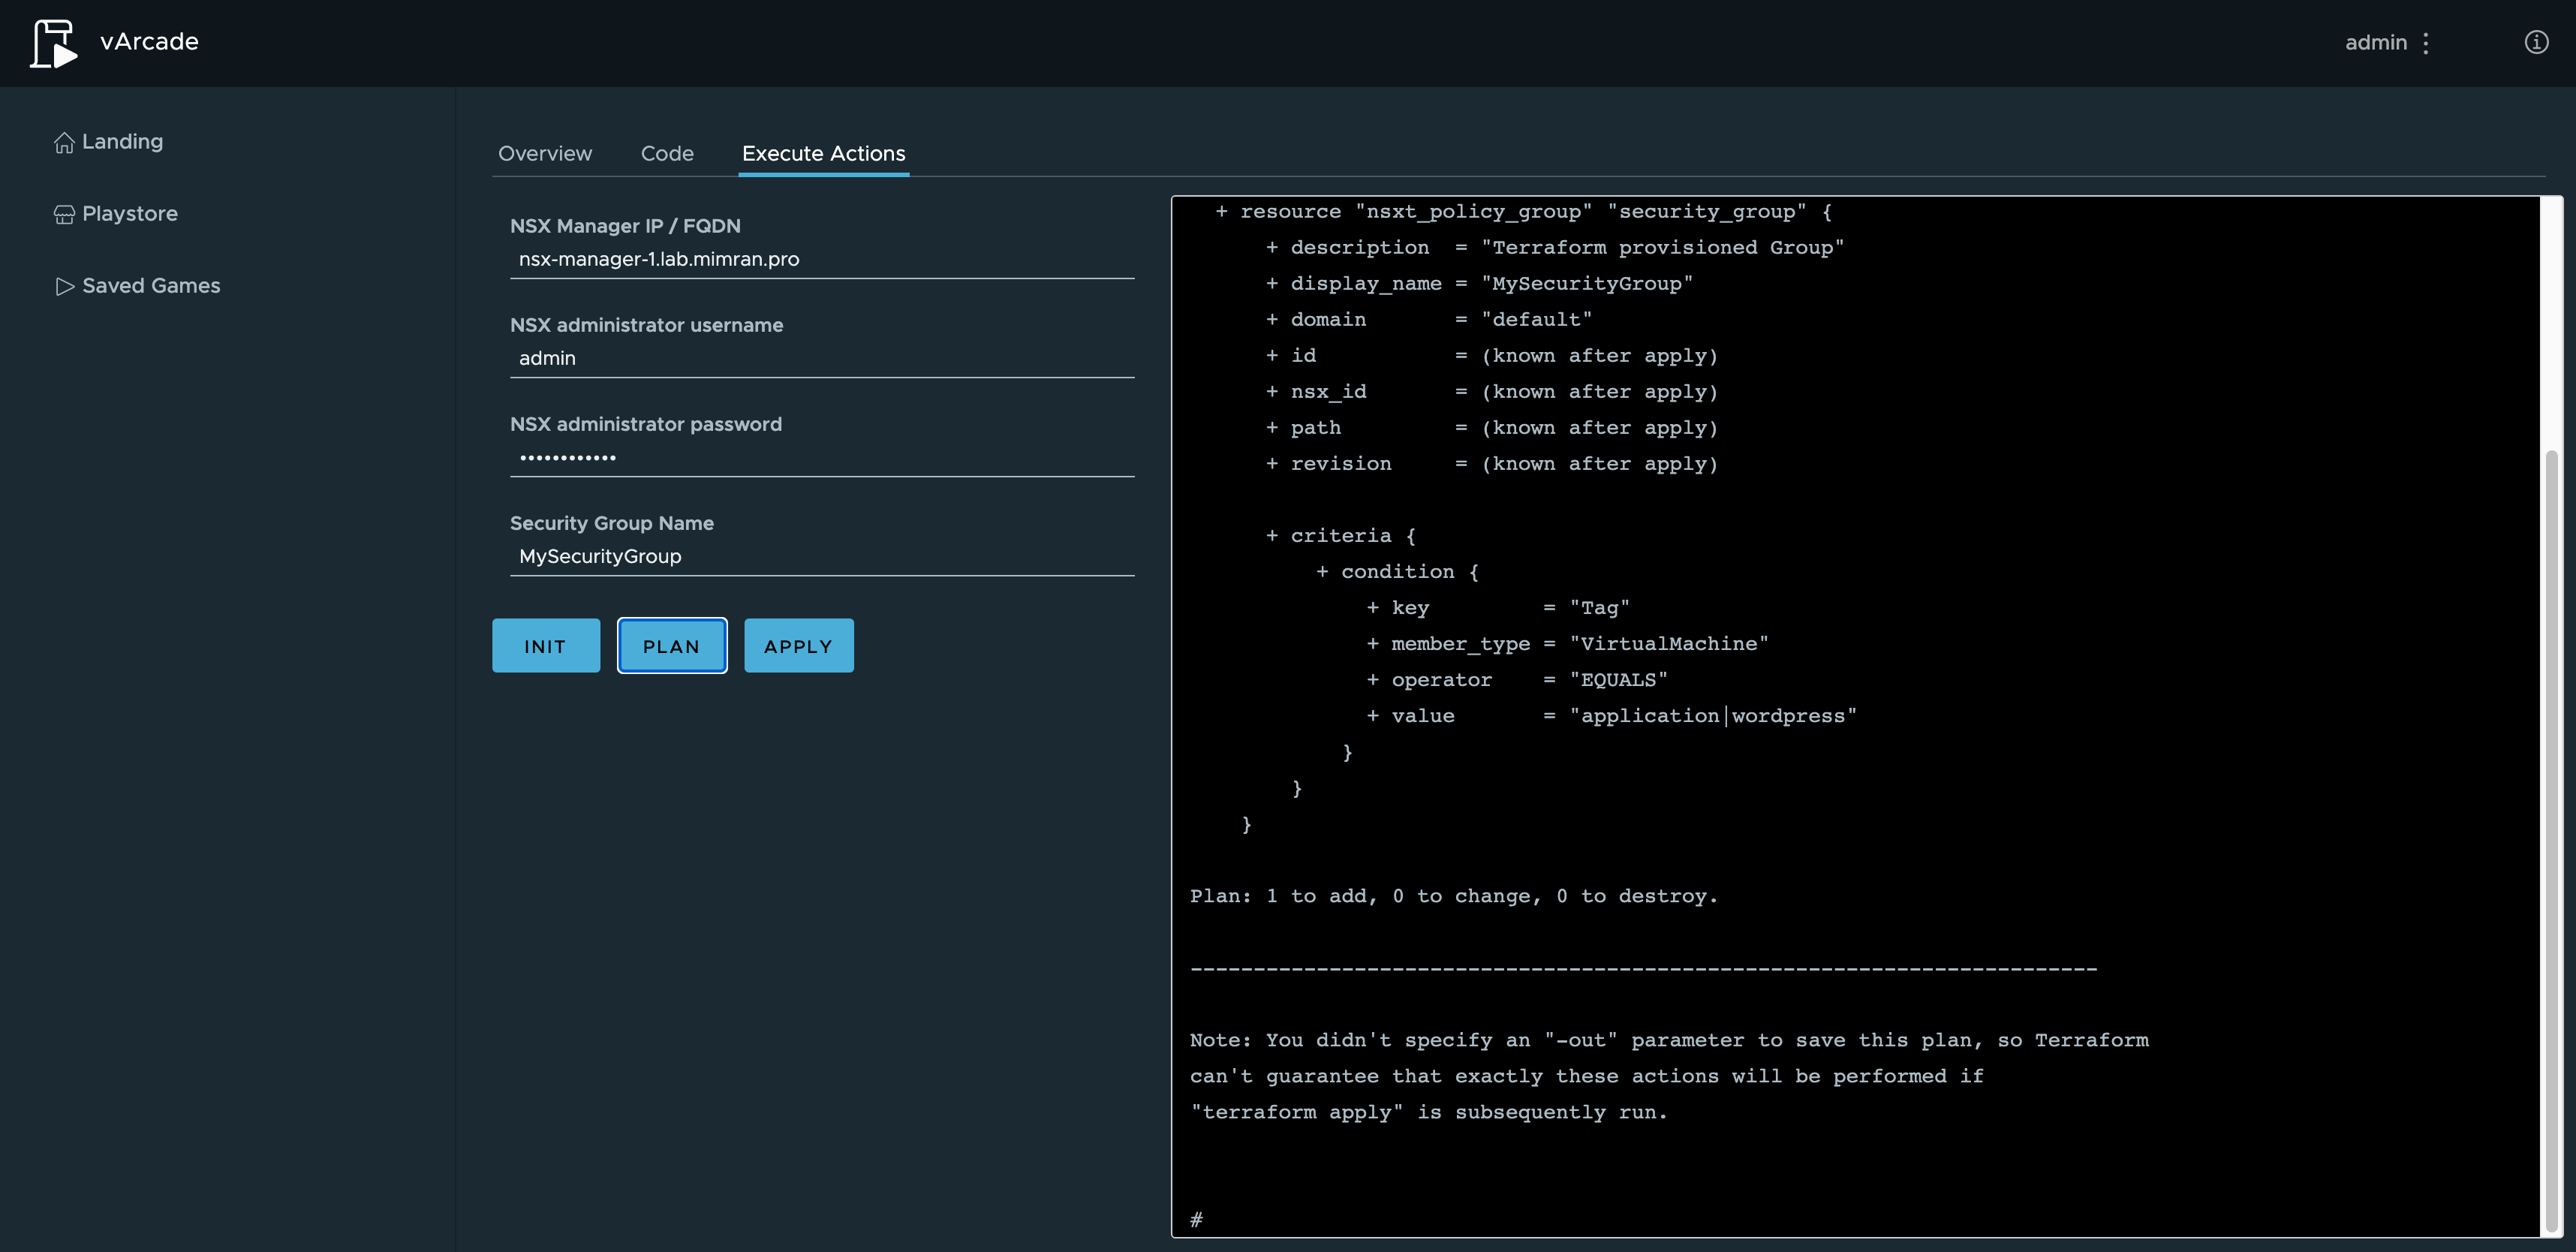 vArcade
admin
Landing
Playstore
Saved Games
Overview Code Execute Actions
NSX Manager IP / FQDN
nsx-manager-1.lab.mimran.pro
NSX administrator username
admin
NSX administrator password
••••••••••••
Security Group Name
MySecurityGroup
INIT PLAN APPLY
+ resource "nsxt_policy_group" "security_group" {
+ description = "Terraform provisioned Group"
+ display_name = "MySecurityGroup"
+ domain = "default"
+ id = (known after apply)
+ nsx_id = (known after apply)
+ path = (known after apply)
+ revision = (known after apply)
+ criteria {
+ condition {
+ key = "Tag"
+ member_type = "VirtualMachine"
+ operator = "EQUALS"
+ value = "application|wordpress"
}
}
}
Plan: 1 to add, 0 to change, 0 to destroy.
------------------------------------------------------------------------
Note: You didn't specify an "-out" parameter to save this plan, so Terraform
can't guarantee that exactly these actions will be performed if
"terraform apply" is subsequently run.
#